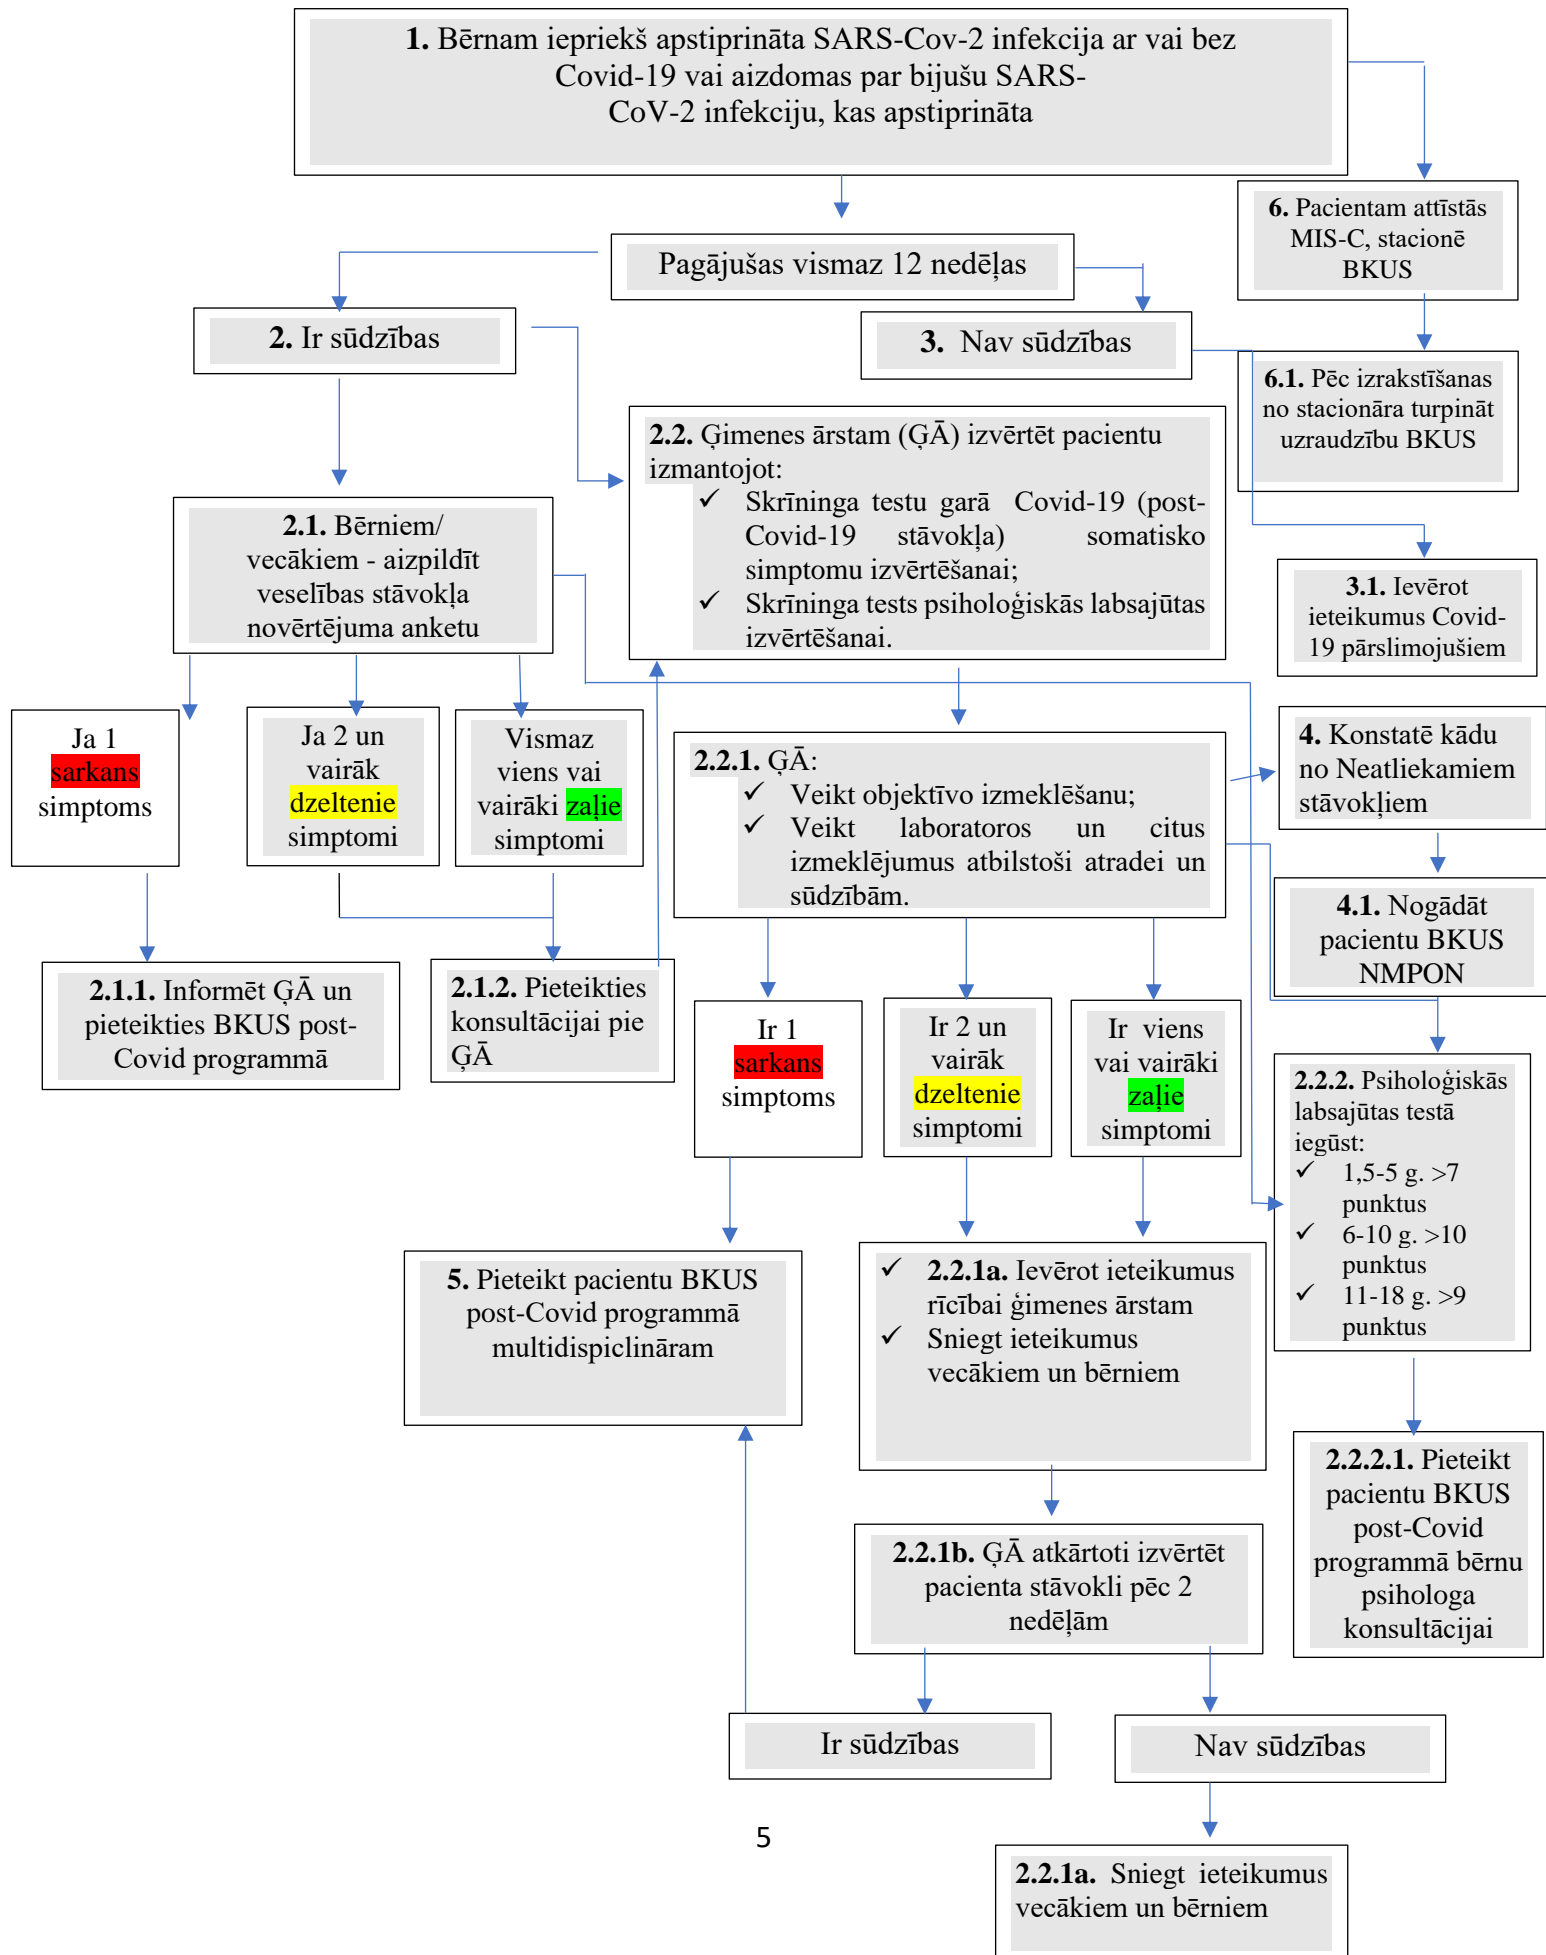 1. Bērnam iepriekš apstiprināta SARS-Cov-2 infekcija ar vai bez
Covid-19 vai aizdomas par bijušu SARS-
CoV-2 infekciju, kas apstiprināta
6. Pacientam attīstās
MIS-C, stacionē
BKUS
Pagājušas vismaz 12 nedēļas
2. Ir sūdzības
3. Nav sūdzības
6.1. Pēc izrakstīšanas
no stacionāra turpināt
uzraudzību BKUS
2.2. Ģimenes ārstam (ĢĀ) izvērtēt pacientu
izmantojot:
✓ Skrīninga testu garā Covid-19 (post-
Covid-19 stāvokļa) somatisko
simptomu izvērtēšanai;
✓ Skrīninga tests psiholoģiskās labsajūtas
izvērtēšanai.
2.1. Bērniem/
vecākiem - aizpildīt
veselības stāvokļa
novērtējuma anketu
3.1. Ievērot
ieteikumus Covid-
19 pārslimojušiem
Ja 1
sarkans
simptoms
Ja 2 un
vairāk
dzeltenie
simptomi
Vismaz
viens vai
vairāki zaļie
simptomi
2.2.1. ĢĀ:
✓ Veikt objektīvo izmeklēšanu;
✓ Veikt laboratoros un citus
izmeklējumus atbilstoši atradei un
sūdzībām.
4. Konstatē kādu
no Neatliekamiem
stāvokļiem
4.1. Nogādāt
pacientu BKUS
NMPON
2.1.1. Informēt ĢĀ un
pieteikties BKUS post-
Covid programmā
2.1.2. Pieteikties
konsultācijai pie
ĢĀ
Ir 1
sarkans
simptoms
Ir 2 un
vairāk
dzeltenie
simptomi
Ir viens
vai vairāki
zaļie
simptomi
2.2.2. Psiholoģiskās
labsajūtas testā
iegūst:
✓ 1,5-5 g. >7
punktus
✓ 6-10 g. >10
punktus
✓ 11-18 g. >9
punktus
5. Pieteikt pacientu BKUS
post-Covid programmā
multidispiclināram
✓ 2.2.1a. Ievērot ieteikumus
rīcībai ģimenes ārstam
✓ Sniegt ieteikumus
vecākiem un bērniem
2.2.2.1. Pieteikt
pacientu BKUS
post-Covid
programmā bērnu
psihologa
konsultācijai
2.2.1b. ĢĀ atkārtoti izvērtēt
pacienta stāvokli pēc 2
nedēļām
Ir sūdzības
Nav sūdzības
5
2.2.1a. Sniegt ieteikumus
vecākiem un bērniem